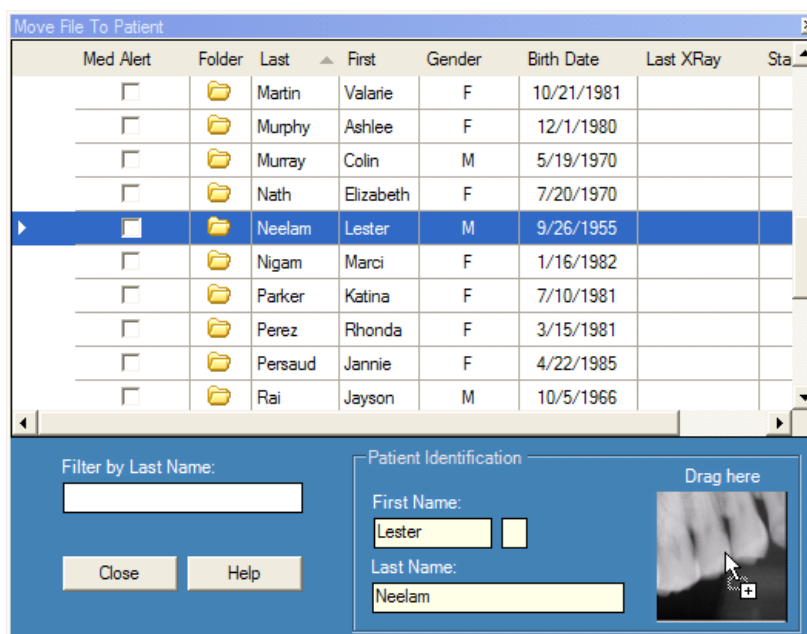 Move File To Patient
Med Alert Folder Last First Gender Birth Date Last XRay Sta
Martin Valarie F 10/21/1981
Murphy Ashlee F 12/1/1980
Murray Colin M 5/19/1970
Nath Elizabeth F 7/20/1970
Neelam Lester M 9/26/1955
Nigam Marci F 1/16/1982
Parker Katina F 7/10/1981
Perez Rhonda F 3/15/1981
Persaud Jannie F 4/22/1985
Rai Jayson M 10/5/1966
Filter by Last Name:
Close Help
Patient Identification
First Name:
Lester
Last Name:
Neelam
Drag here